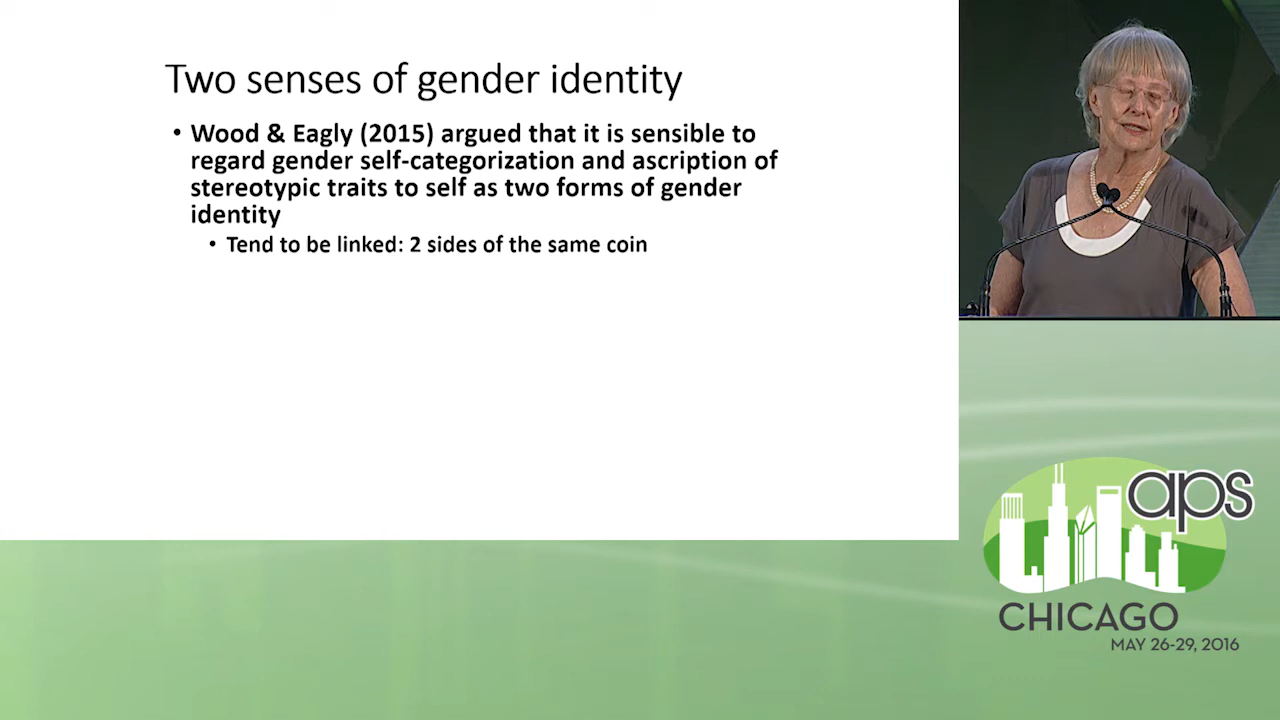 Two senses of gender identity
• Wood & Eagly (2015) argued that it is sensible to
regard gender self-categorization and ascription of
stereotypic traits to self as two forms of gender
identity
• Tend to be linked: 2 sides of the same coin
aps
CHICAGO
MAY 26-29, 2016